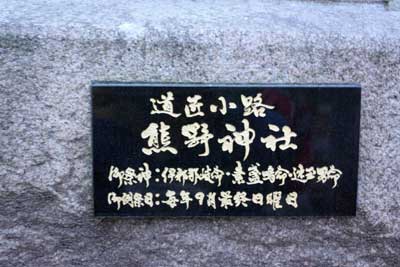 道匠小路
熊野神社
御祭神:伊邪那岐命・素盞嗚命・速玉男命
御例祭日:毎年9月最終日曜日